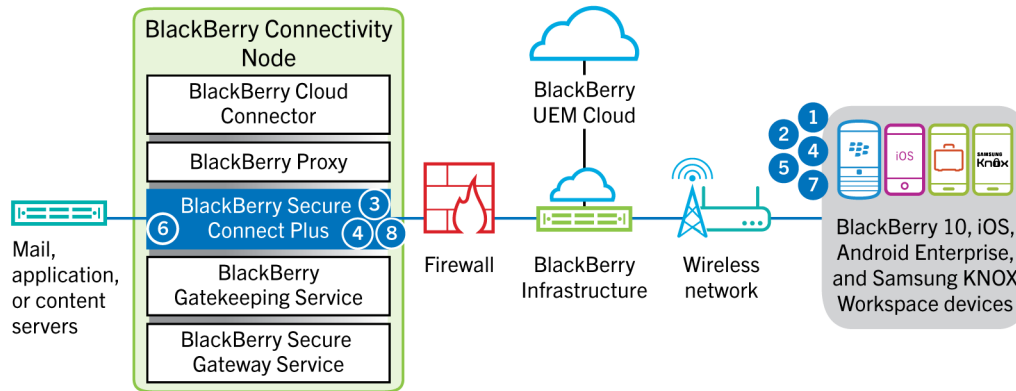 BlackBerry Connectivity
Node
BlackBerry Cloud
Connector
BlackBerry Proxy
BlackBerry Secure
Connect Plus
3
6
4
8
BlackBerry
Gatekeeping Service
BlackBerry Secure
Gateway Service
Mail,
application,
or content
servers
Firewall
BlackBerry
UEM Cloud
BlackBerry
Infrastructure
Wireless
network
1
2
4
5
7
iOS
SAMSUNG
Knox
BlackBerry 10, iOS,
Android Enterprise,
and Samsung KNOX
Workspace devices